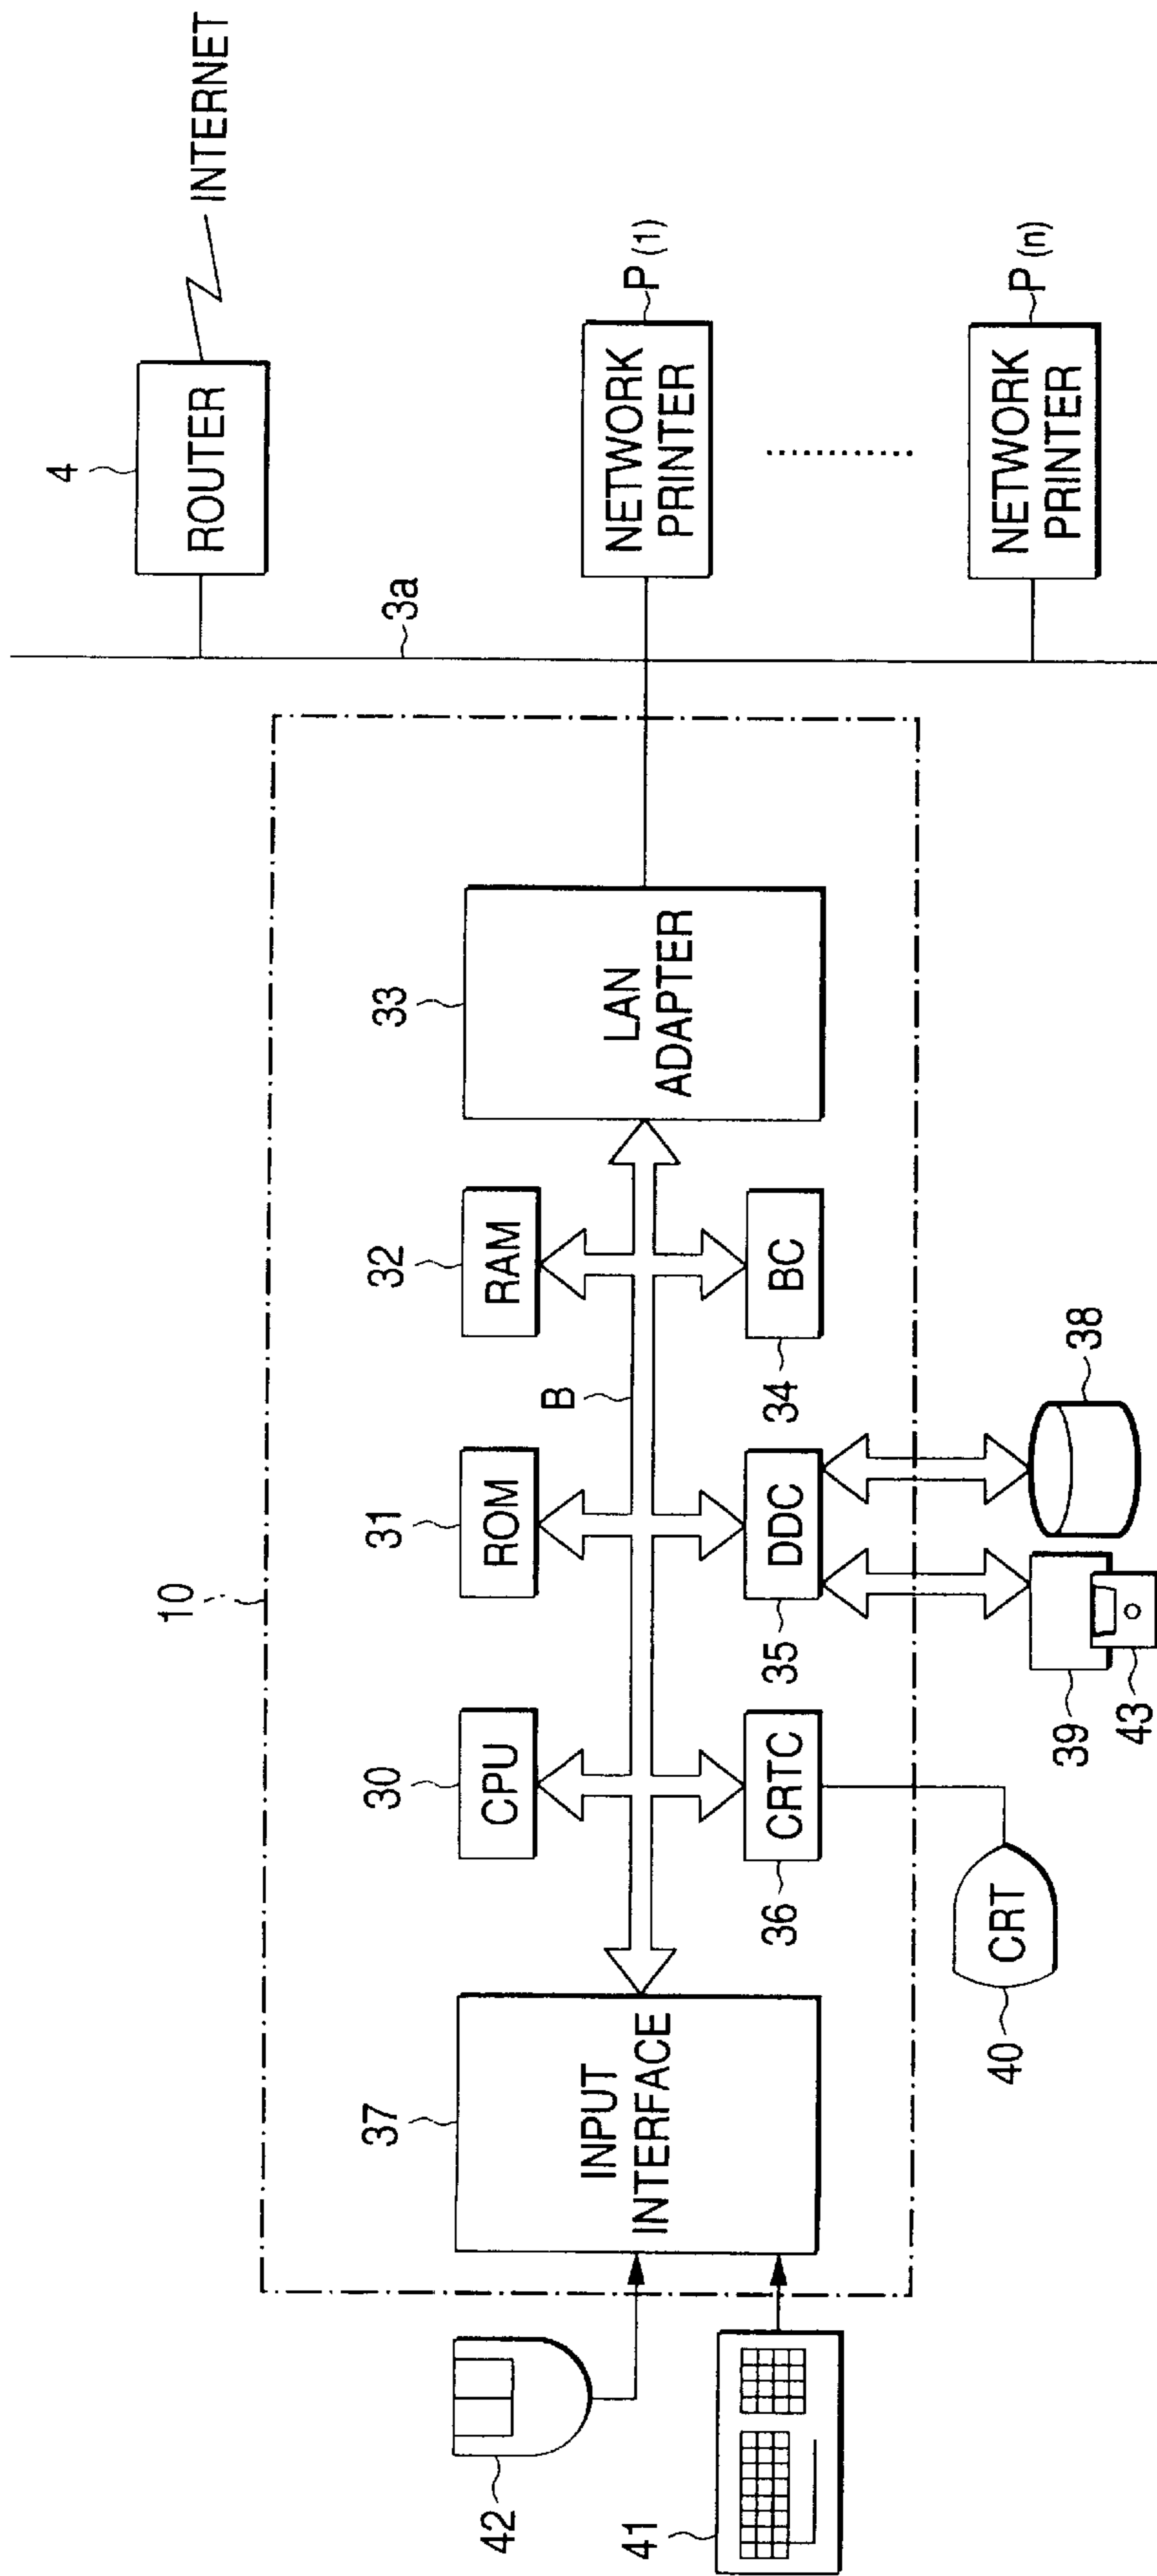 10
37
INPUT
INTERFACE
30
CPU
31
ROM
32
RAM
B
33
LAN
ADAPTER
36
CRTC
35
DDC
34
BC
42
41
40
CRT
39
43
38
3a
4
ROUTER
INTERNET
NETWORK
PRINTER
P(1)
NETWORK
PRINTER
P(n)